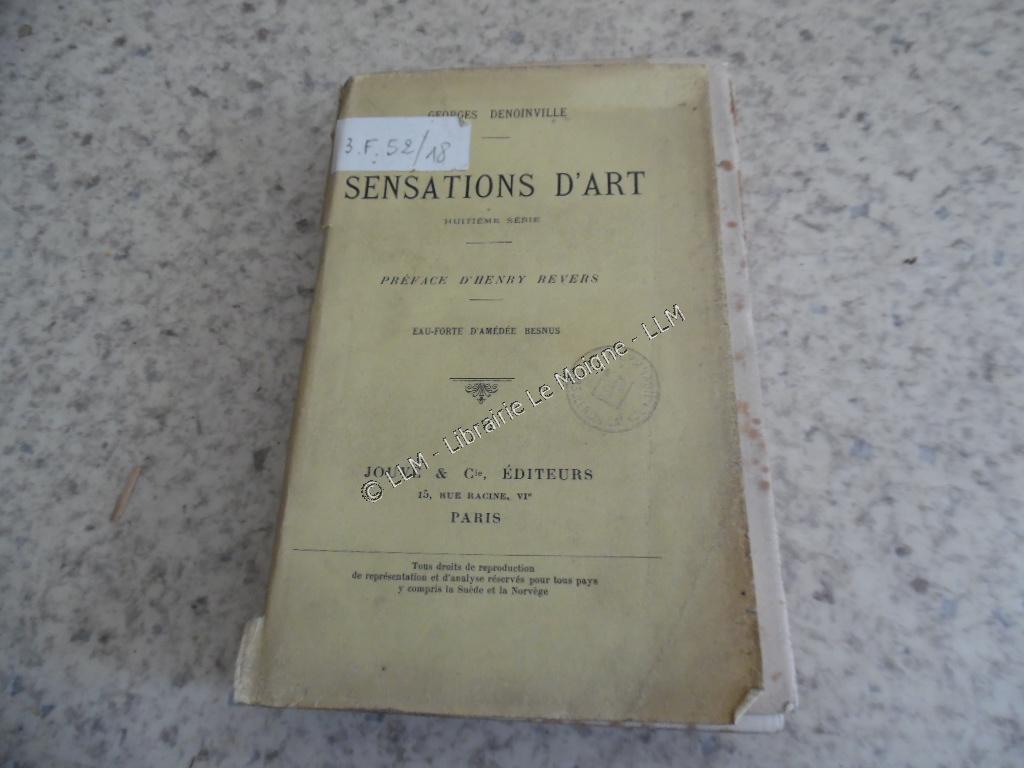 GEORGES DENOINVILLE
3.F.52/18
SENSATIONS D'ART
HUITIÈME SÉRIE
PRÉFACE D'HENRY REVERS
EAU-FORTE D'AMÉDÉE BESNUS
© LLM - Librairie Le Moigne - LLM
& Cie, ÉDITEURS
15, RUE RACINE, VIe
PARIS
Tous droits de reproduction
de représentation et d'analyse réservés pour tous pays
y compris la Suède et la Norvège